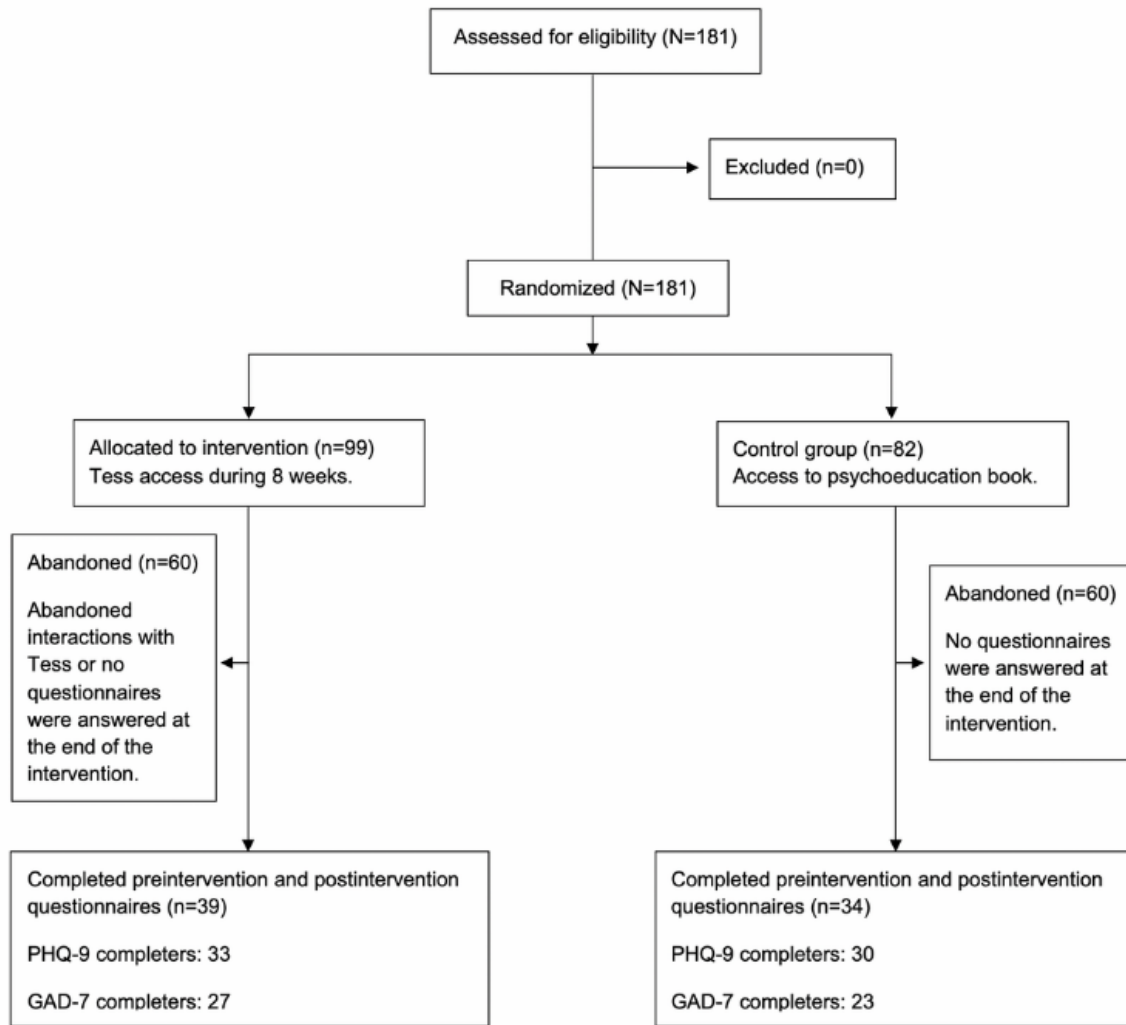 Assessed for eligibility (N=181)
Excluded (n=0)
Randomized (N=181)
Allocated to intervention (n=99)
Tess access during 8 weeks.
Control group (n=82)
Access to psychoeducation book.
Abandoned (n=60)
Abandoned
interactions with
Tess or no
questionnaires
were answered at
the end of the
intervention.
Abandoned (n=60)
No questionnaires
were answered at
the end of the
intervention.
Completed preintervention and postintervention
questionnaires (n=39)
PHQ-9 completers: 33
GAD-7 completers: 27
Completed preintervention and postintervention
questionnaires (n=34)
PHQ-9 completers: 30
GAD-7 completers: 23